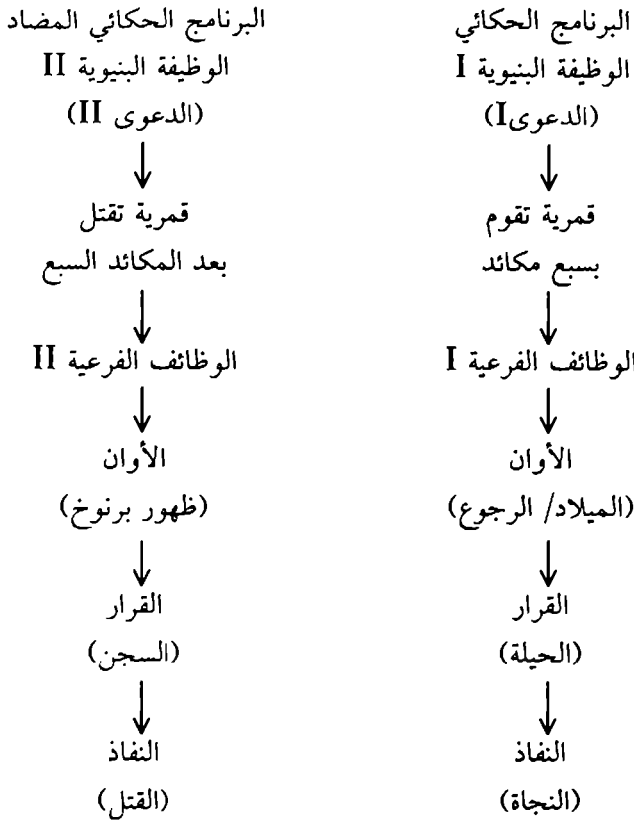 البرنامج الحكائي
الوظيفة البنيوية I
(الدعوى I)
قمرية تقوم
بسبع مكائد
الوظائف الفرعية I
الأوان
(الميلاد/ الرجوع)
القرار
(الحيلة)
النفاذ
(النجاة)
البرنامج الحكائي المضاد
الوظيفة البنيوية II
(الدعوى II)
قمرية تقتل
بعد المكائد السبع
الوظائف الفرعية II
الأوان
(ظهور برنوخ)
القرار
(السجن)
النفاذ
(القتل)